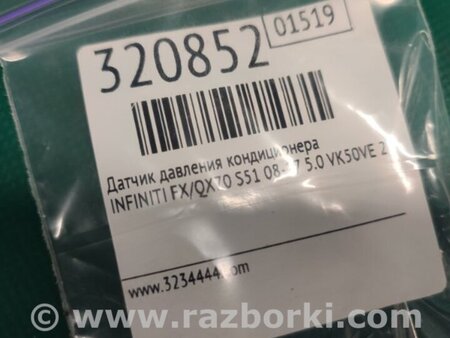 320852
01519
Датчик давления кондиционера
INFINITI FX/QX70 S51 08-17 5.0 VK50VE
www.3234444.com
© www.razborki.com